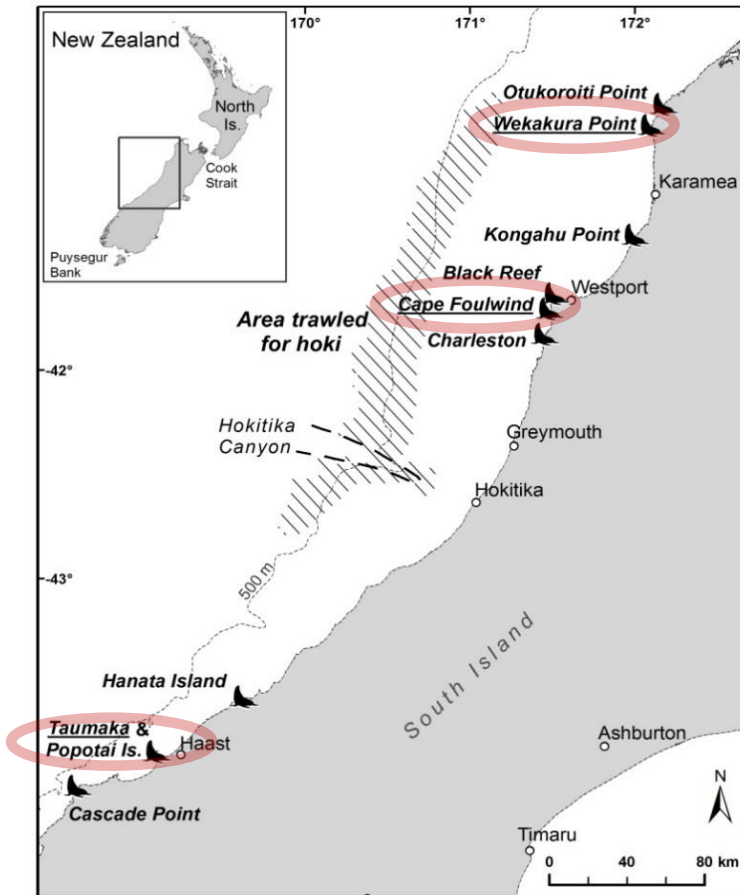 170°
171°
172°
New Zealand
North
Is.
Cook
Strait
Puysegur
Bank
Otukoroiti Point
Wekakura Point
Karamea
Kongahu Point
Black Reef
Westport
Cape Foulwind
Area trawled
for hoki
Charleston
-42°
Hokitika
Canyon
Greymouth
Hokitika
-43°
500 m
South Island
Hanata Island
Taumaka &
Popotai Is.
Haast
Ashburton
Cascade Point
N
Timaru
0 40 80 km